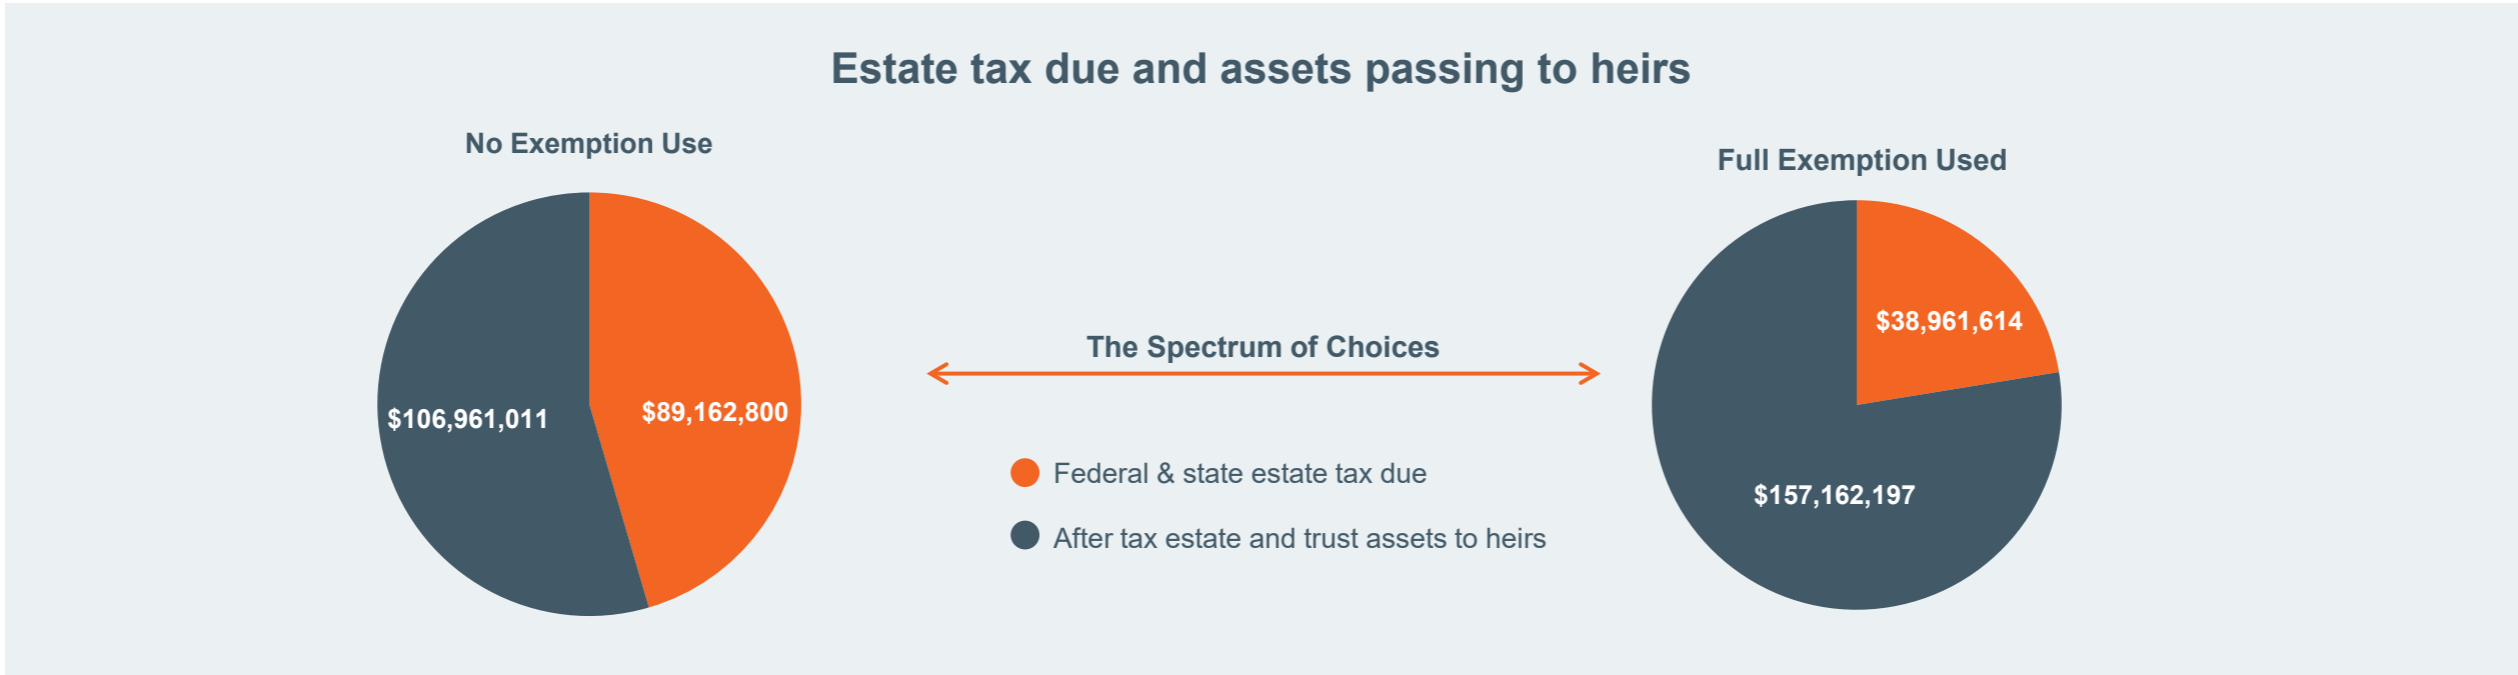 Estate tax due and assets passing to heirs
No Exemption Use
$106,961,011
$89,162,800
The Spectrum of Choices
Federal & state estate tax due
After tax estate and trust assets to heirs
Full Exemption Used
$38,961,614
$157,162,197